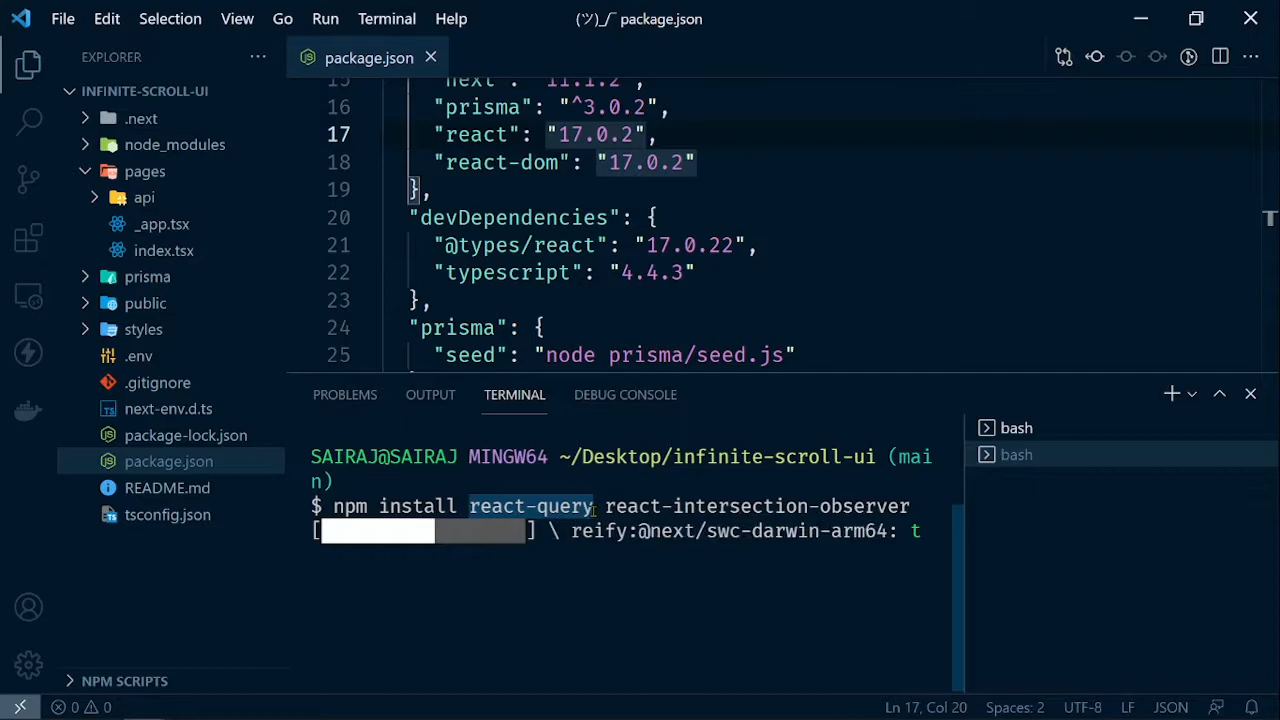 File Edit Selection View Go Run Terminal Help
(ツ)_/ package.json
EXPLORER
INFINITE-SCROLL-UI
.next
node_modules
pages
api
_app.tsx
index.tsx
prisma
public
styles
.env
.gitignore
next-env.d.ts
package-lock.json
package.json
README.md
tsconfig.json
NPM SCRIPTS
package.json
15 "next": "11.1.2",
16 "prisma": "^3.0.2",
17 "react": "17.0.2",
18 "react-dom": "17.0.2"
19 },
20 "devDependencies": {
21 "@types/react": "17.0.22",
22 "typescript": "4.4.3"
23 },
24 "prisma": {
25 "seed": "node prisma/seed.js"
PROBLEMS OUTPUT TERMINAL DEBUG CONSOLE
SAIRAJ@SAIRAJ MINGW64 ~/Desktop/infinite-scroll-ui (mai
n)
$ npm install react-query react-intersection-observer
[ ] \ reify:@next/swc-darwin-arm64: t
bash
bash
0 0
Ln 17, Col 20 Spaces: 2 UTF-8 LF JSON